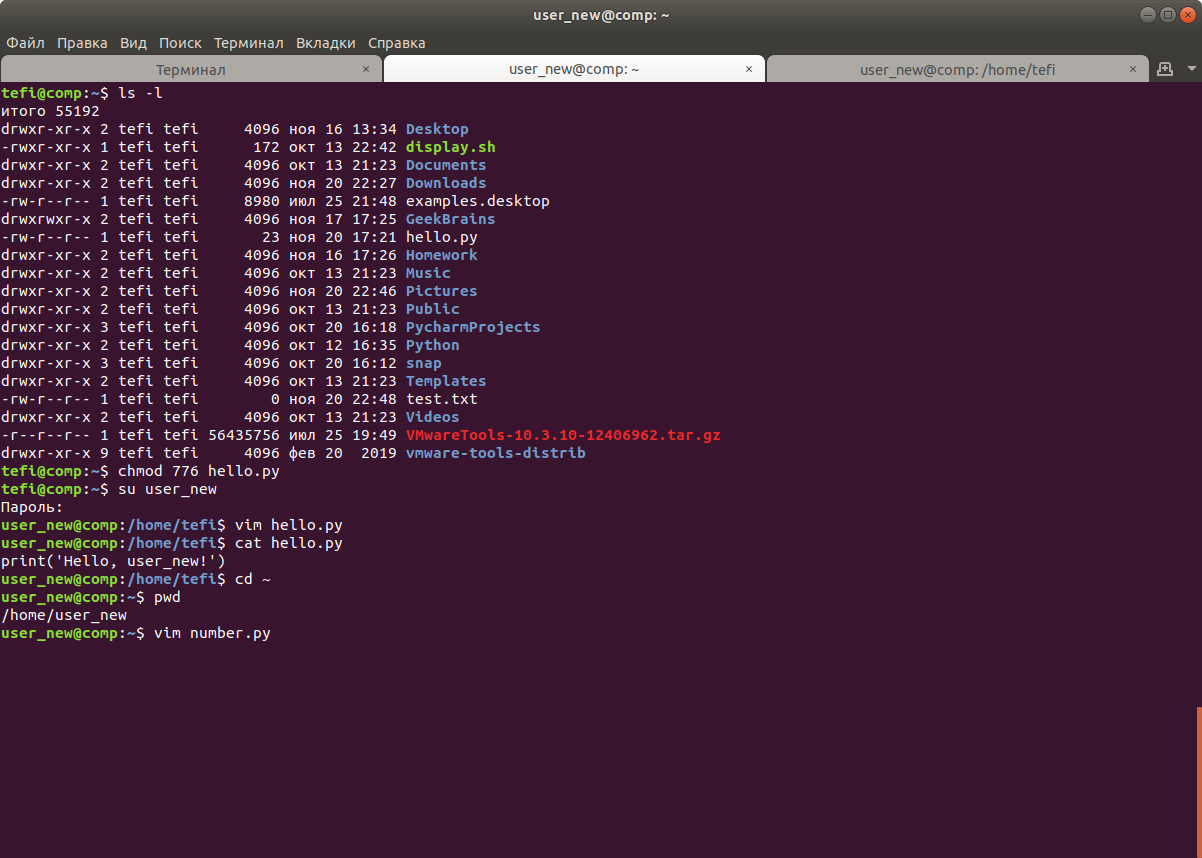 user_new@comp: ~
Файл Правка Вид Поиск Терминал Вкладки Справка
Терминал × user_new@comp: ~ × user_new@comp: /home/tefi ×
tefi@comp:~$ ls -l
итого 55192
drwxr-xr-x 2 tefi tefi     4096 ноя 16 13:34 Desktop
-rwxr-xr-x 1 tefi tefi      172 окт 13 22:42 display.sh
drwxr-xr-x 2 tefi tefi     4096 окт 13 21:23 Documents
drwxr-xr-x 2 tefi tefi     4096 ноя 20 22:27 Downloads
-rw-r--r-- 1 tefi tefi     8980 июл 25 21:48 examples.desktop
drwxrwxr-x 2 tefi tefi     4096 ноя 17 17:25 GeekBrains
-rw-r--r-- 1 tefi tefi       23 ноя 20 17:21 hello.py
drwxr-xr-x 2 tefi tefi     4096 ноя 16 17:26 Homework
drwxr-xr-x 2 tefi tefi     4096 окт 13 21:23 Music
drwxr-xr-x 2 tefi tefi     4096 ноя 20 22:46 Pictures
drwxr-xr-x 2 tefi tefi     4096 окт 13 21:23 Public
drwxr-xr-x 3 tefi tefi     4096 окт 20 16:18 PycharmProjects
drwxr-xr-x 2 tefi tefi     4096 окт 12 16:35 Python
drwxr-xr-x 3 tefi tefi     4096 окт 20 16:12 snap
drwxr-xr-x 2 tefi tefi     4096 окт 13 21:23 Templates
-rw-r--r-- 1 tefi tefi        0 ноя 20 22:48 test.txt
drwxr-xr-x 2 tefi tefi     4096 окт 13 21:23 Videos
-r--r--r-- 1 tefi tefi 56435756 июл 25 19:49 VMwareTools-10.3.10-12406962.tar.gz
drwxr-xr-x 9 tefi tefi     4096 фев 20  2019 vmware-tools-distrib
tefi@comp:~$ chmod 776 hello.py
tefi@comp:~$ su user_new
Пароль:
user_new@comp:/home/tefi$ vim hello.py
user_new@comp:/home/tefi$ cat hello.py
print('Hello, user_new!')
user_new@comp:/home/tefi$ cd ~
user_new@comp:~$ pwd
/home/user_new
user_new@comp:~$ vim number.py